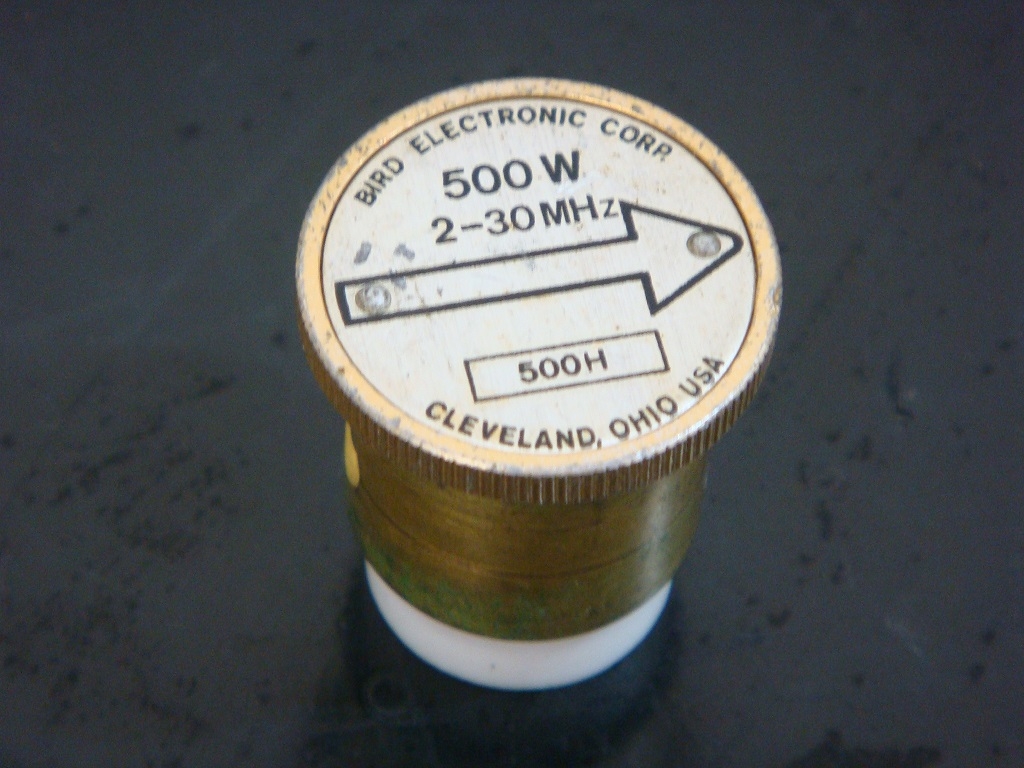 BIRD ELECTRONIC CORP.
500 W
2-30 MHz
500H
CLEVELAND, OHIO USA